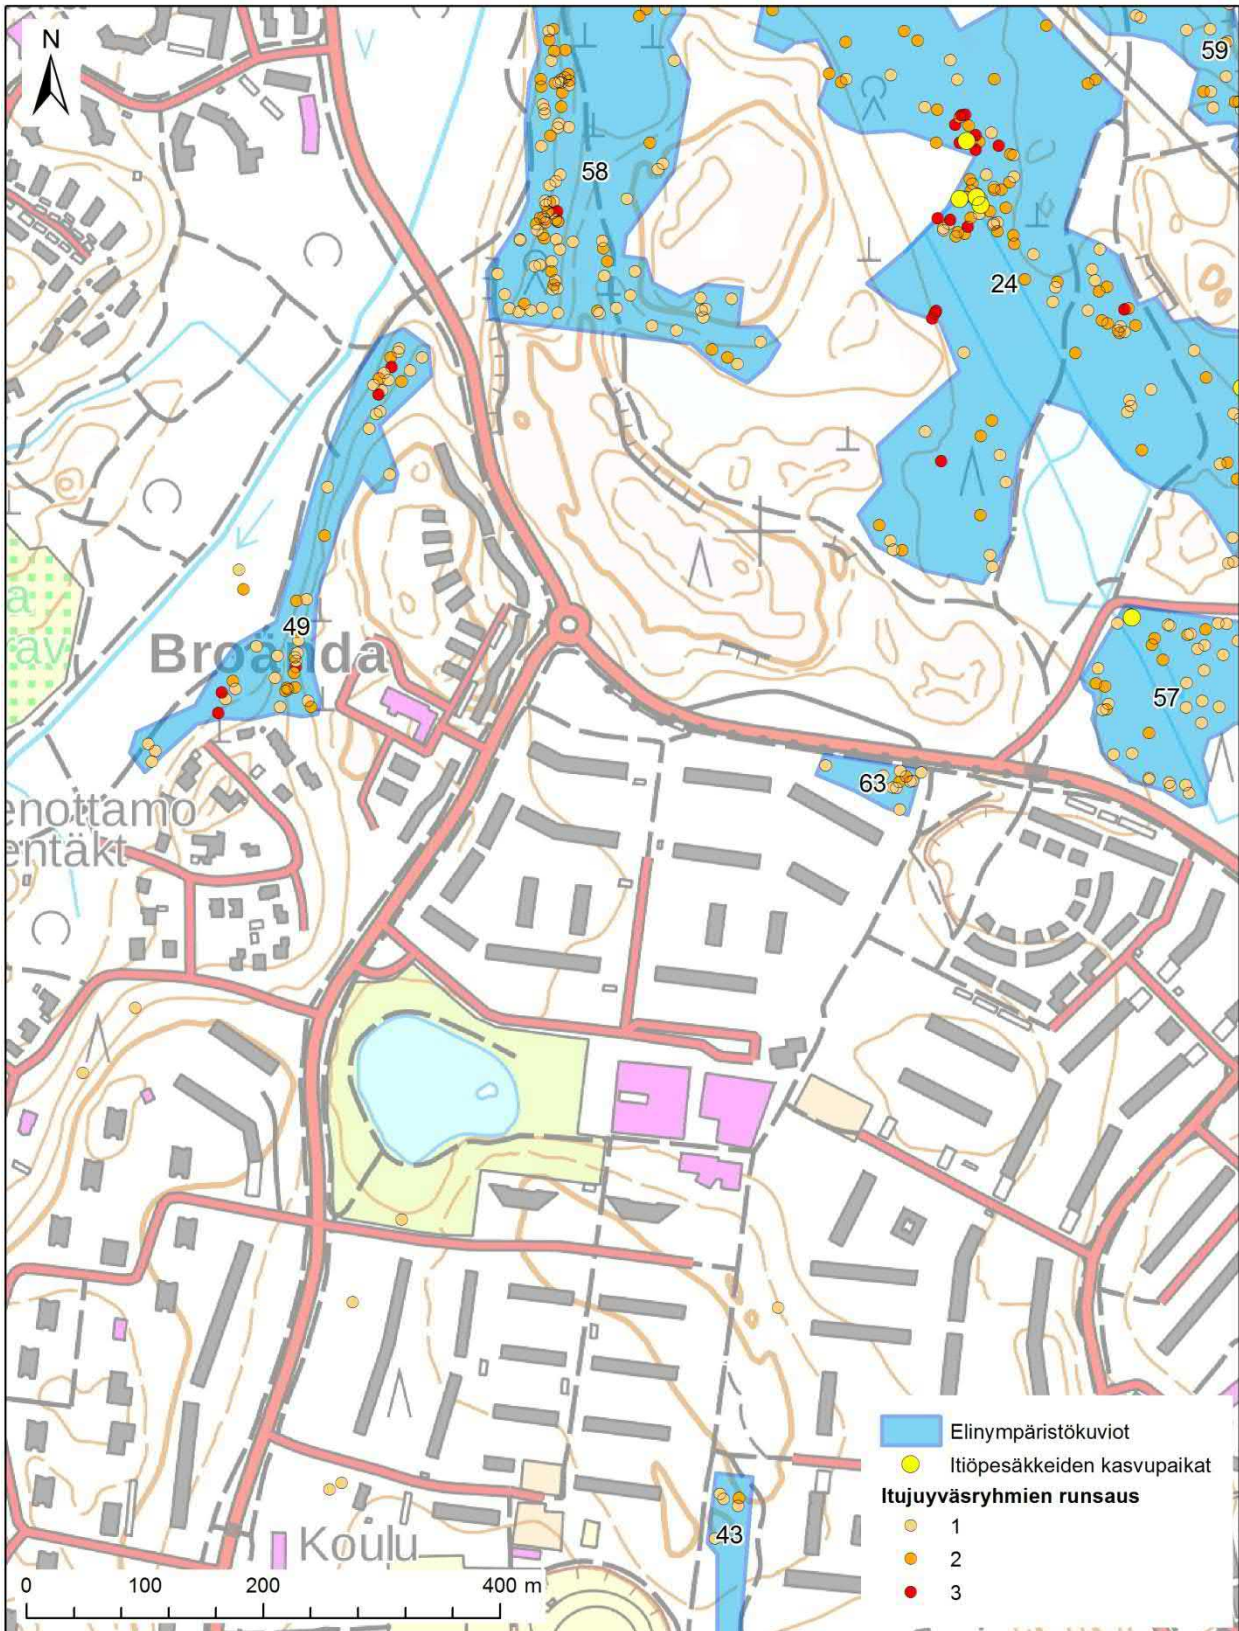 N
59
58
24
49
Broända
57
63
enottamo
entäkt
a
av
Elinympäristökuviot
Itiöpesäkkeiden kasvupaikat
Itujuyväsryhmien runsaus
1
2
3
43
Koulu
0 100 200 400 m